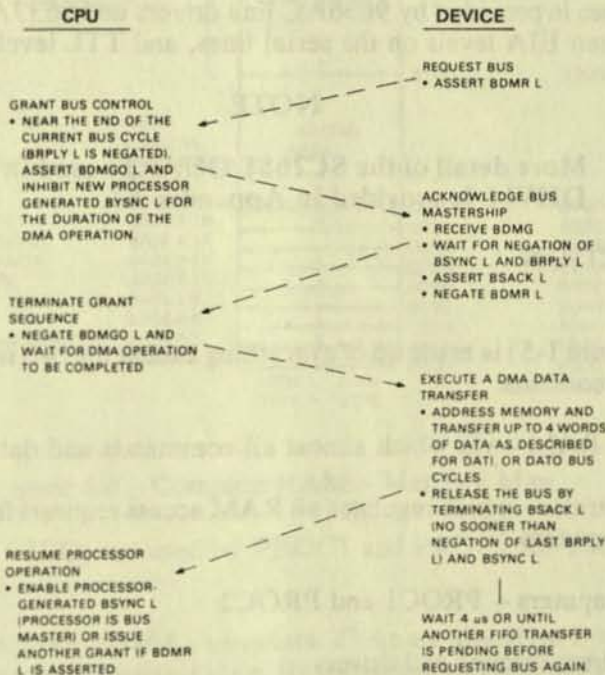 CPU
DEVICE
REQUEST BUS
• ASSERT BDMR L
GRANT BUS CONTROL
• NEAR THE END OF THE
CURRENT BUS CYCLE
(BRPLY L IS NEGATED),
ASSERT BDMGO L AND
INHIBIT NEW PROCESSOR
GENERATED BYSNC L FOR
THE DURATION OF THE
DMA OPERATION
ACKNOWLEDGE BUS
MASTERSHIP
• RECEIVE BDMG
• WAIT FOR NEGATION OF
BSYNC L AND BRPLY L
• ASSERT BSACK L
• NEGATE BDMR L
TERMINATE GRANT
SEQUENCE
• NEGATE BDMGO L AND
WAIT FOR DMA OPERATION
TO BE COMPLETED
EXECUTE A DMA DATA
TRANSFER
• ADDRESS MEMORY AND
TRANSFER UP TO 4 WORDS
OF DATA AS DESCRIBED
FOR DATI, OR DATO BUS
CYCLES
• RELEASE THE BUS BY
TERMINATING BSACK L
(NO SOONER THAN
NEGATION OF LAST BRPLY
L) AND BSYNC L
RESUME PROCESSOR
OPERATION
• ENABLE PROCESSOR-
GENERATED BSYNC L
(PROCESSOR IS BUS
MASTER) OR ISSUE
ANOTHER GRANT IF BDMR
L IS ASSERTED
WAIT 4 us OR UNTIL
ANOTHER FIFO TRANSFER
IS PENDING BEFORE
REQUESTING BUS AGAIN